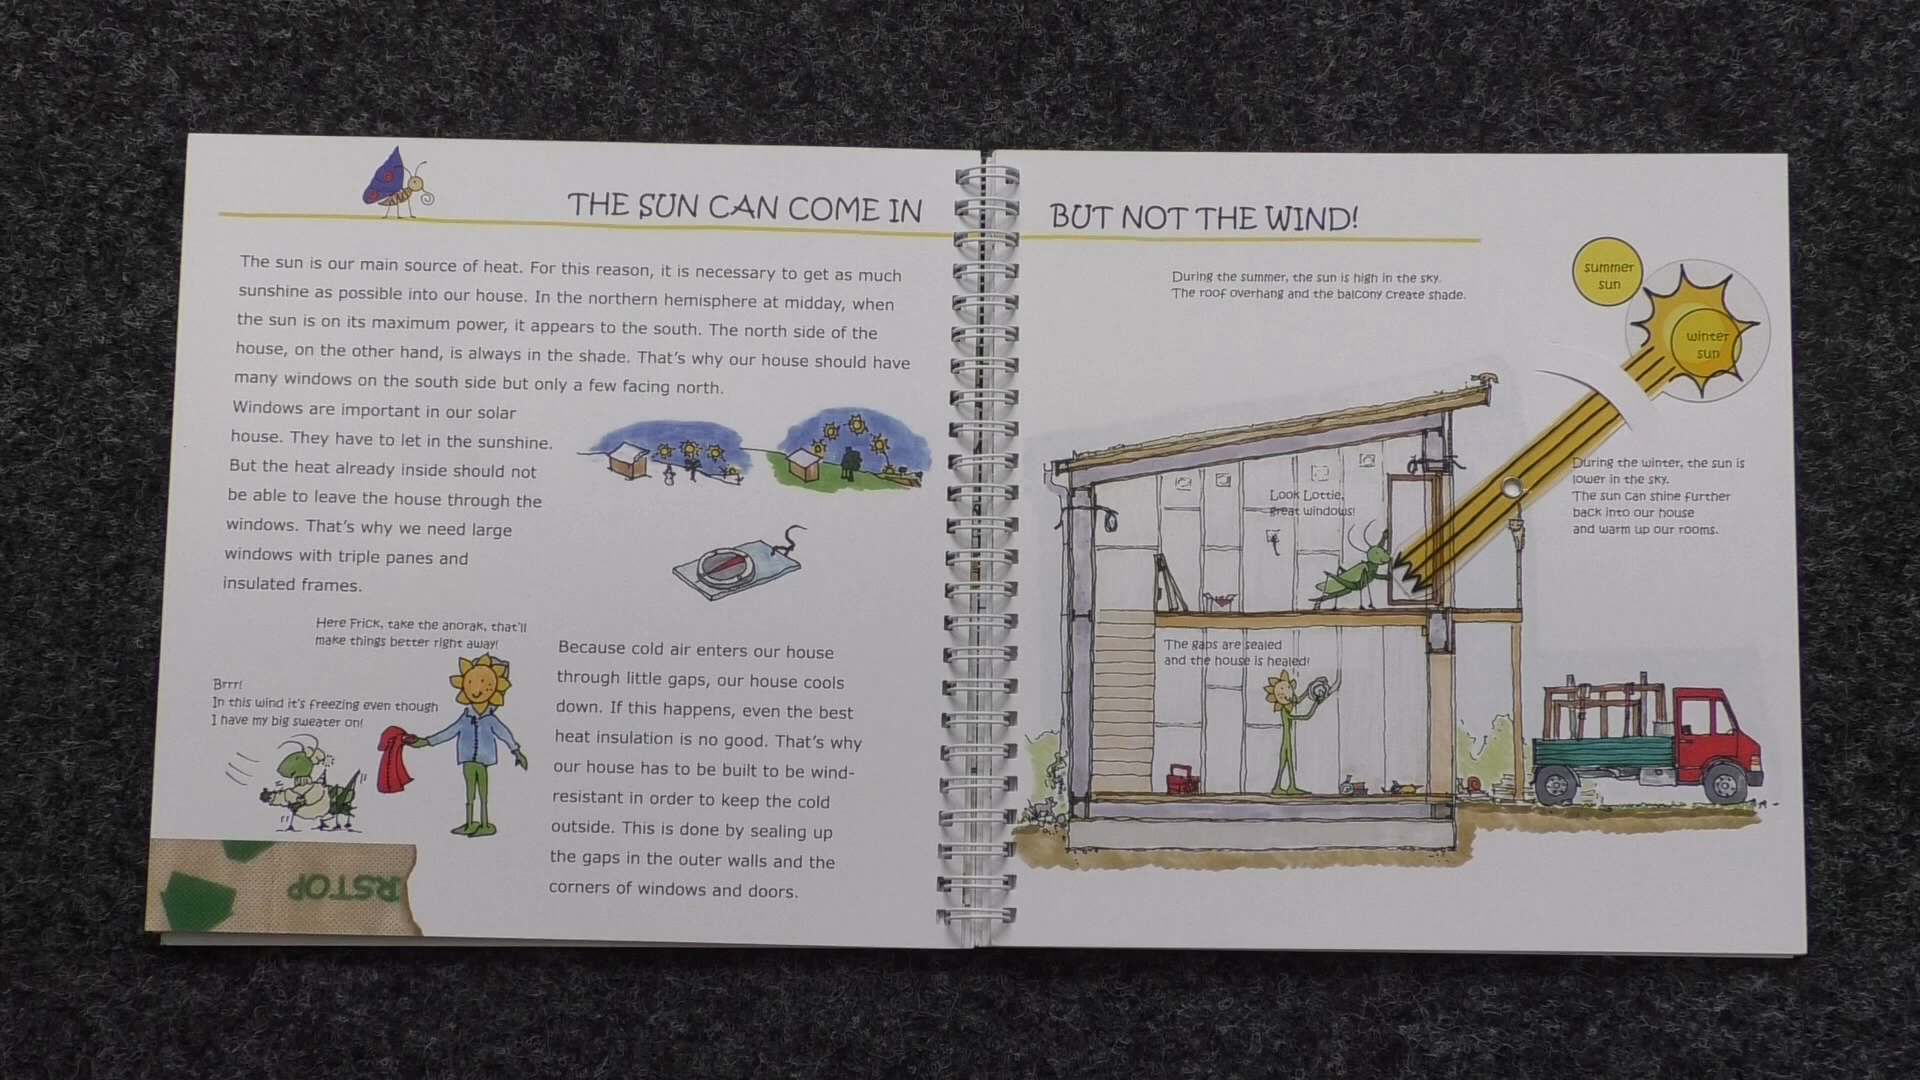 THE SUN CAN COME IN
The sun is our main source of heat. For this reason, it is necessary to get as much
sunshine as possible into our house. In the northern hemisphere at midday, when
the sun is on its maximum power, it appears to the south. The north side of the
house, on the other hand, is always in the shade. That's why our house should have
many windows on the south side but only a few facing north.
Windows are important in our solar
house. They have to let in the sunshine.
But the heat already inside should not
be able to leave the house through the
windows. That's why we need large
windows with triple panes and
insulated frames.
Here Frick, take the anorak, that'll
make things better right away!
Brrr!
In this wind it's freezing even though
I have my big sweater on!
Because cold air enters our house
through little gaps, our house cools
down. If this happens, even the best
heat insulation is no good. That's why
our house has to be built to be wind-
resistant in order to keep the cold
outside. This is done by sealing up
the gaps in the outer walls and the
corners of windows and doors.
RSTOP
BUT NOT THE WIND!
During the summer, the sun is high in the sky.
The roof overhang and the balcony create shade.
summer
sun
winter
sun
During the winter, the sun is
lower in the sky.
The sun can shine further
back into our house
and warm up our rooms.
Look Lottie,
great windows!
The gaps are sealed
and the house is healed!